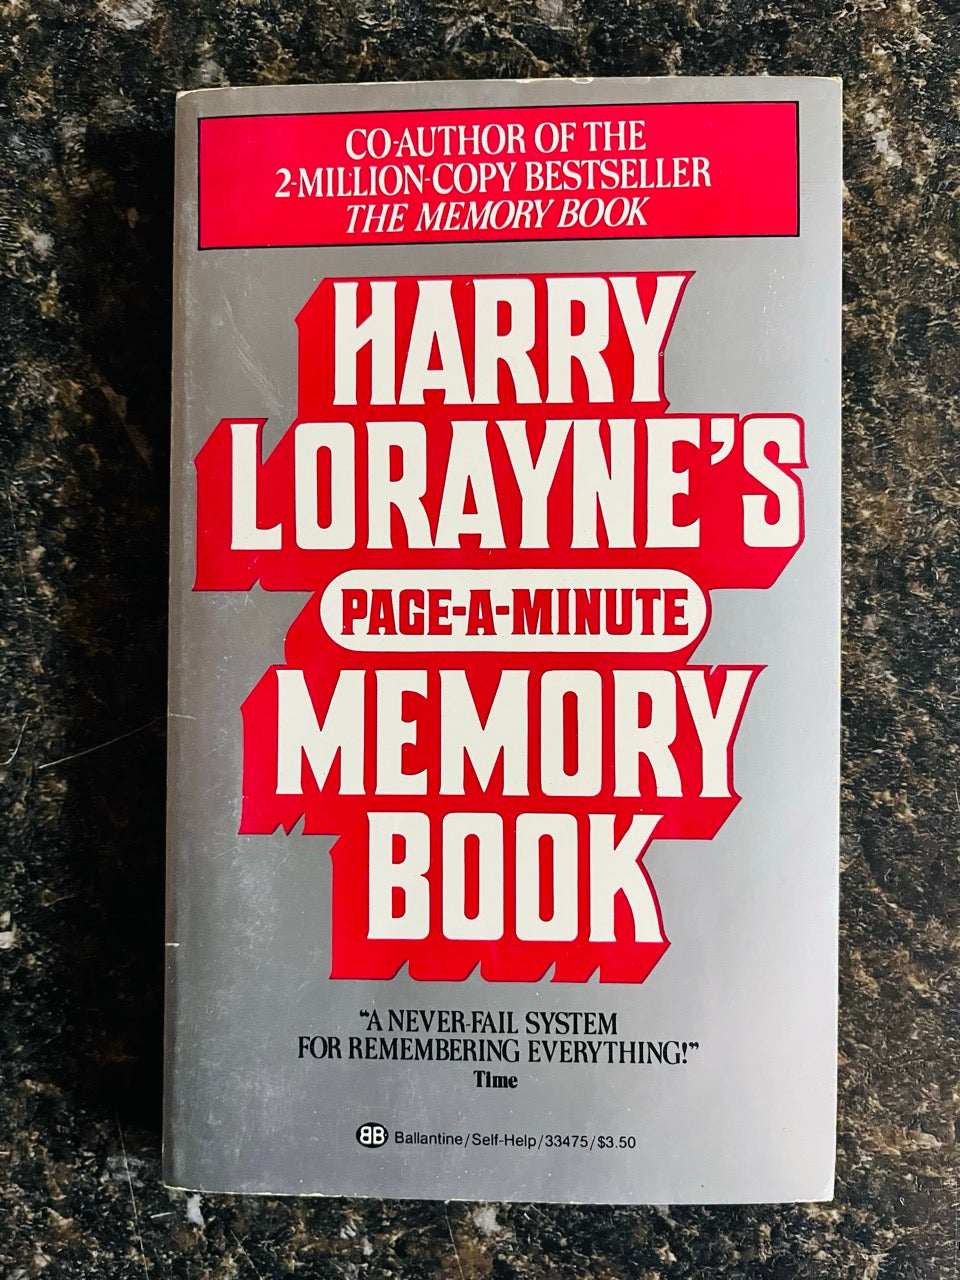 CO-AUTHOR OF THE
2-MILLION-COPY BESTSELLER
THE MEMORY BOOK
HARRY
LORAYNE'S
PAGE-A-MINUTE
MEMORY
BOOK
“A NEVER-FAIL SYSTEM
FOR REMEMBERING EVERYTHING!”
Time
BB Ballantine/Self-Help/33475/$3.50